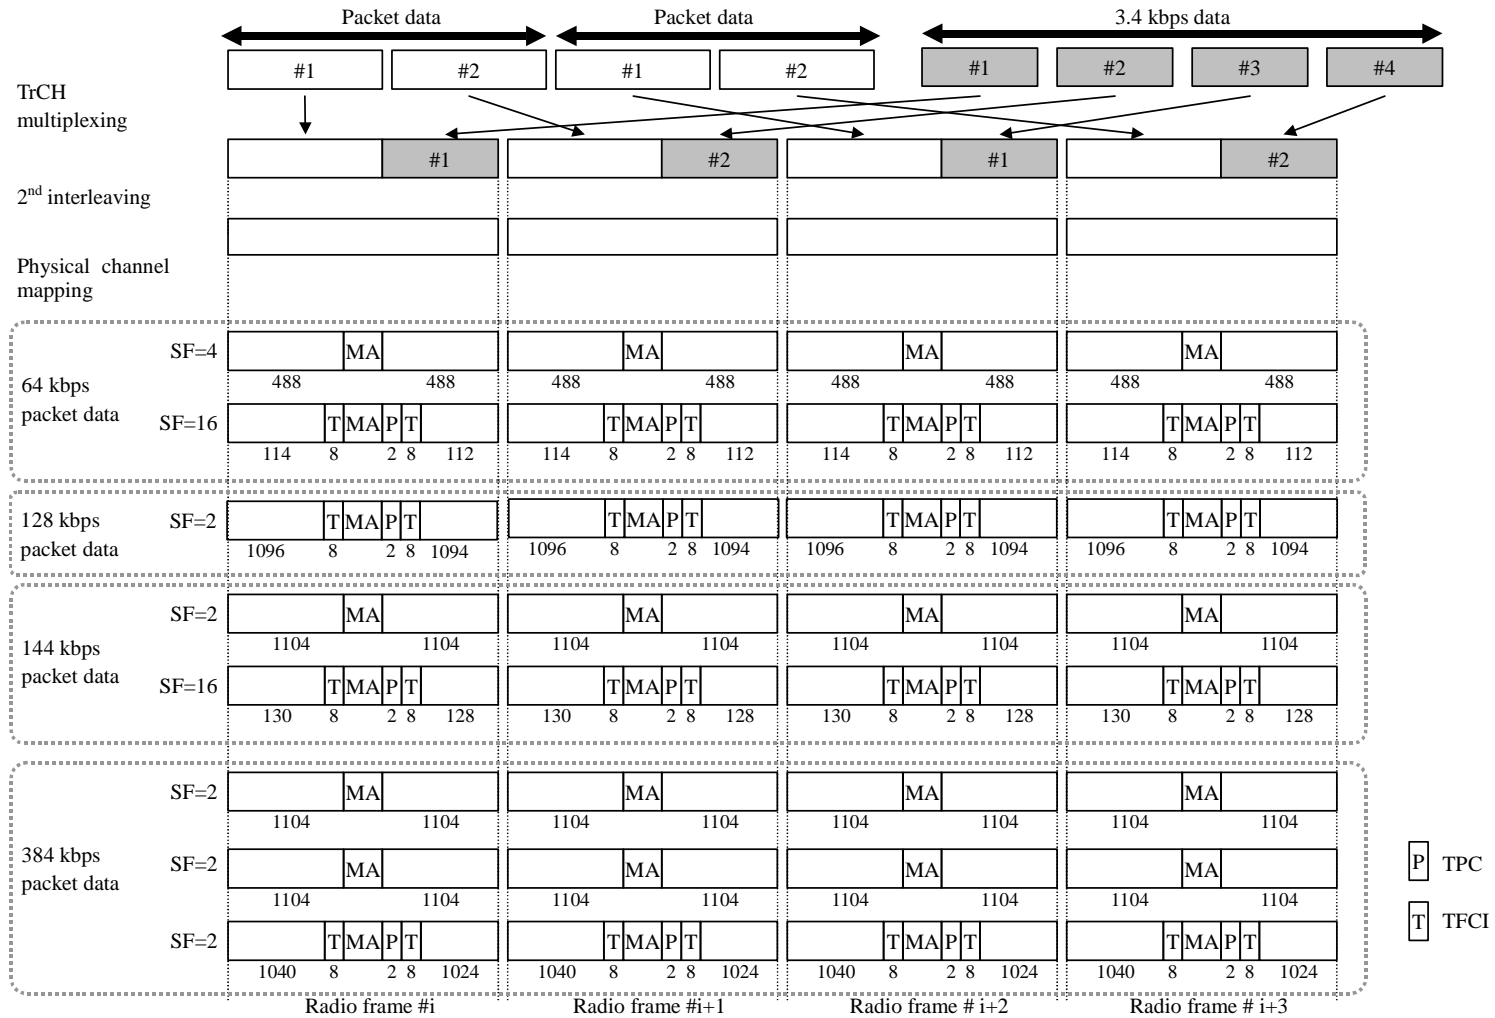 Packet data Packet data 3.4 kbps data
#1 #2 #1 #2 #1 #2 #3 #4
TrCH
multiplexing
#1 #2 #1 #2
2nd interleaving
Physical channel
mapping
SF=4 MA MA MA MA
488 488 488 488 488 488 488 488
64 kbps
packet data
SF=16 T MA P T T MA P T T MA P T T MA P T
114 8 2 8 112 114 8 2 8 112 114 8 2 8 112 114 8 2 8 112
128 kbps
packet data
SF=2 T MA P T T MA P T T MA P T T MA P T
1096 8 2 8 1094 1096 8 2 8 1094 1096 8 2 8 1094 1096 8 2 8 1094
SF=2 MA MA MA MA
1104 1104 1104 1104 1104 1104 1104 1104
144 kbps
packet data
SF=16 T MA P T T MA P T T MA P T T MA P T
130 8 2 8 128 130 8 2 8 128 130 8 2 8 128 130 8 2 8 128
SF=2 MA MA MA MA
1104 1104 1104 1104 1104 1104 1104 1104
384 kbps
packet data
SF=2 MA MA MA MA
1104 1104 1104 1104 1104 1104 1104 1104
SF=2 T MA P T T MA P T T MA P T T MA P T
1040 8 2 8 1024 1040 8 2 8 1024 1040 8 2 8 1024 1040 8 2 8 1024
P TPC
T TFCI
Radio frame #i Radio frame #i+1 Radio frame # i+2 Radio frame # i+3